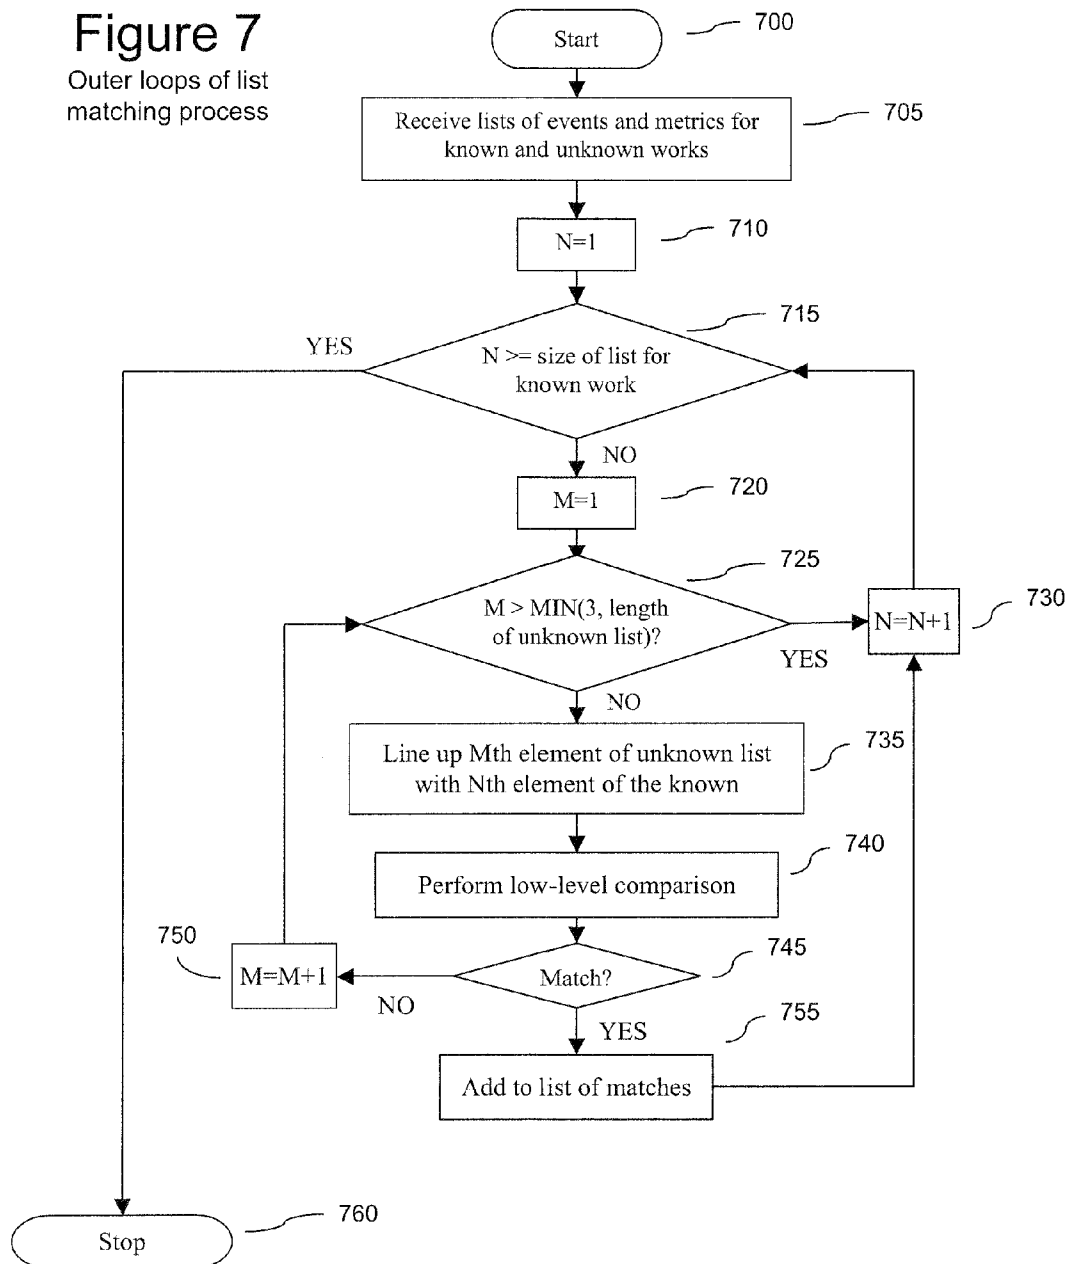 Figure 7
Outer loops of list
matching process
Start
700
Receive lists of events and metrics for
known and unknown works
705
N=1
710
715
YES
N >= size of list for
known work
NO
M=1
720
725
M > MIN(3, length
of unknown list)?
YES
N=N+1
730
NO
Line up Mth element of unknown list
with Nth element of the known
735
Perform low-level comparison
740
750
M=M+1
NO
Match?
745
YES
755
Add to list of matches
Stop
760